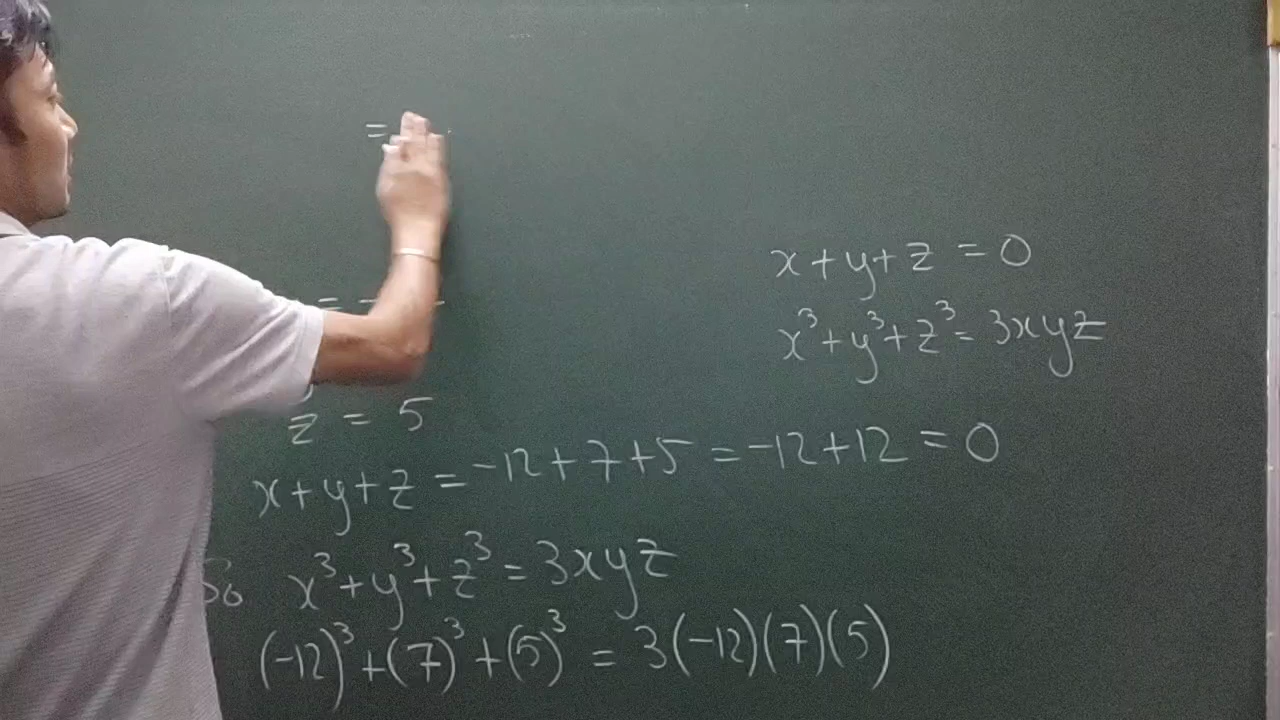 =
x+y+z = 0
=
x³+y³+z³= 3xyz
z = 5
x+y+z = -12+7+5 = -12+12 = 0
So x³+y³+z³ = 3xyz
(-12)³+(7)³+(5)³ = 3(-12)(7)(5)